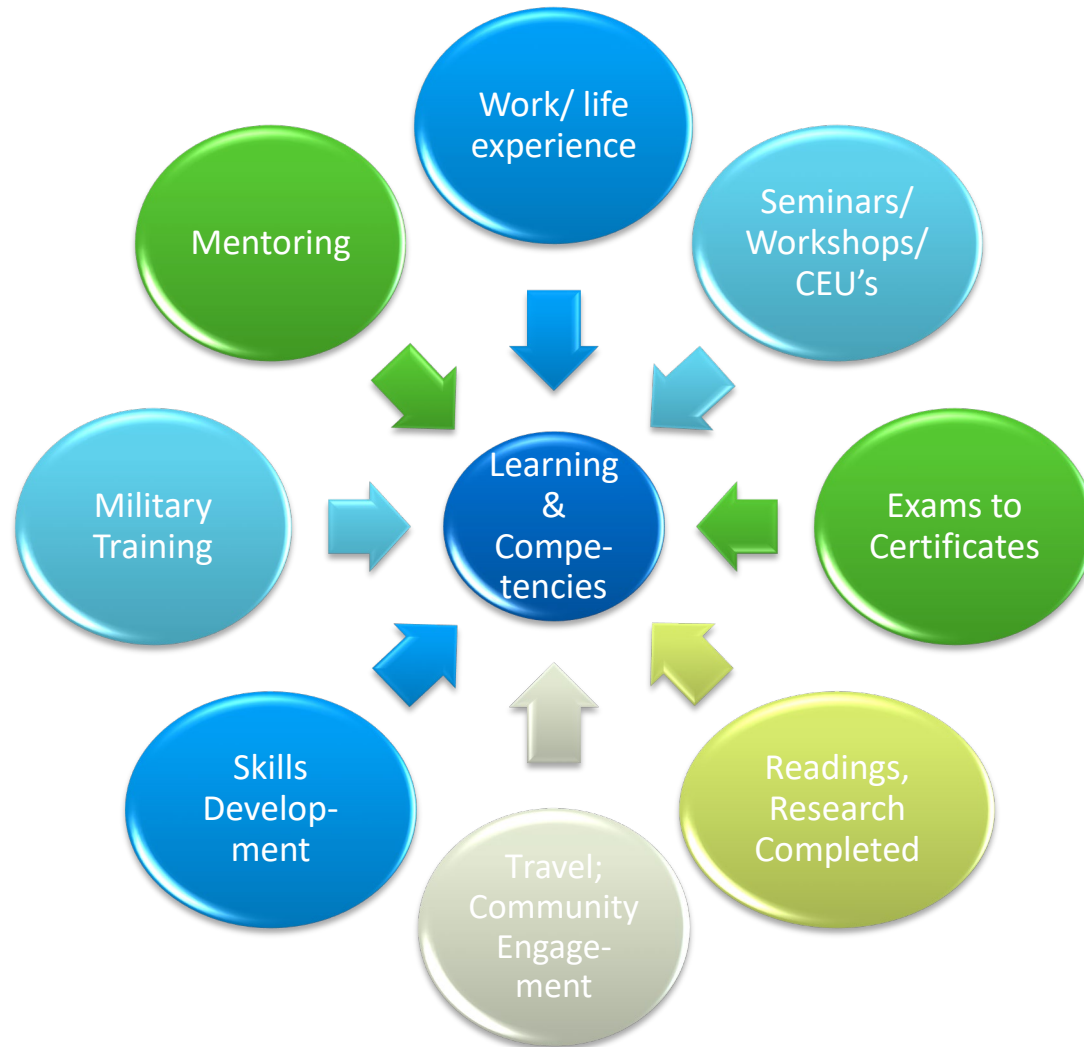 Work/ life
experience
Seminars/
Workshops/
CEU’s
Exams to
Certificates
Readings,
Research
Completed
Travel;
Community
Engage-
ment
Skills
Develop-
ment
Military
Training
Mentoring
Learning
&
Compe-
tencies